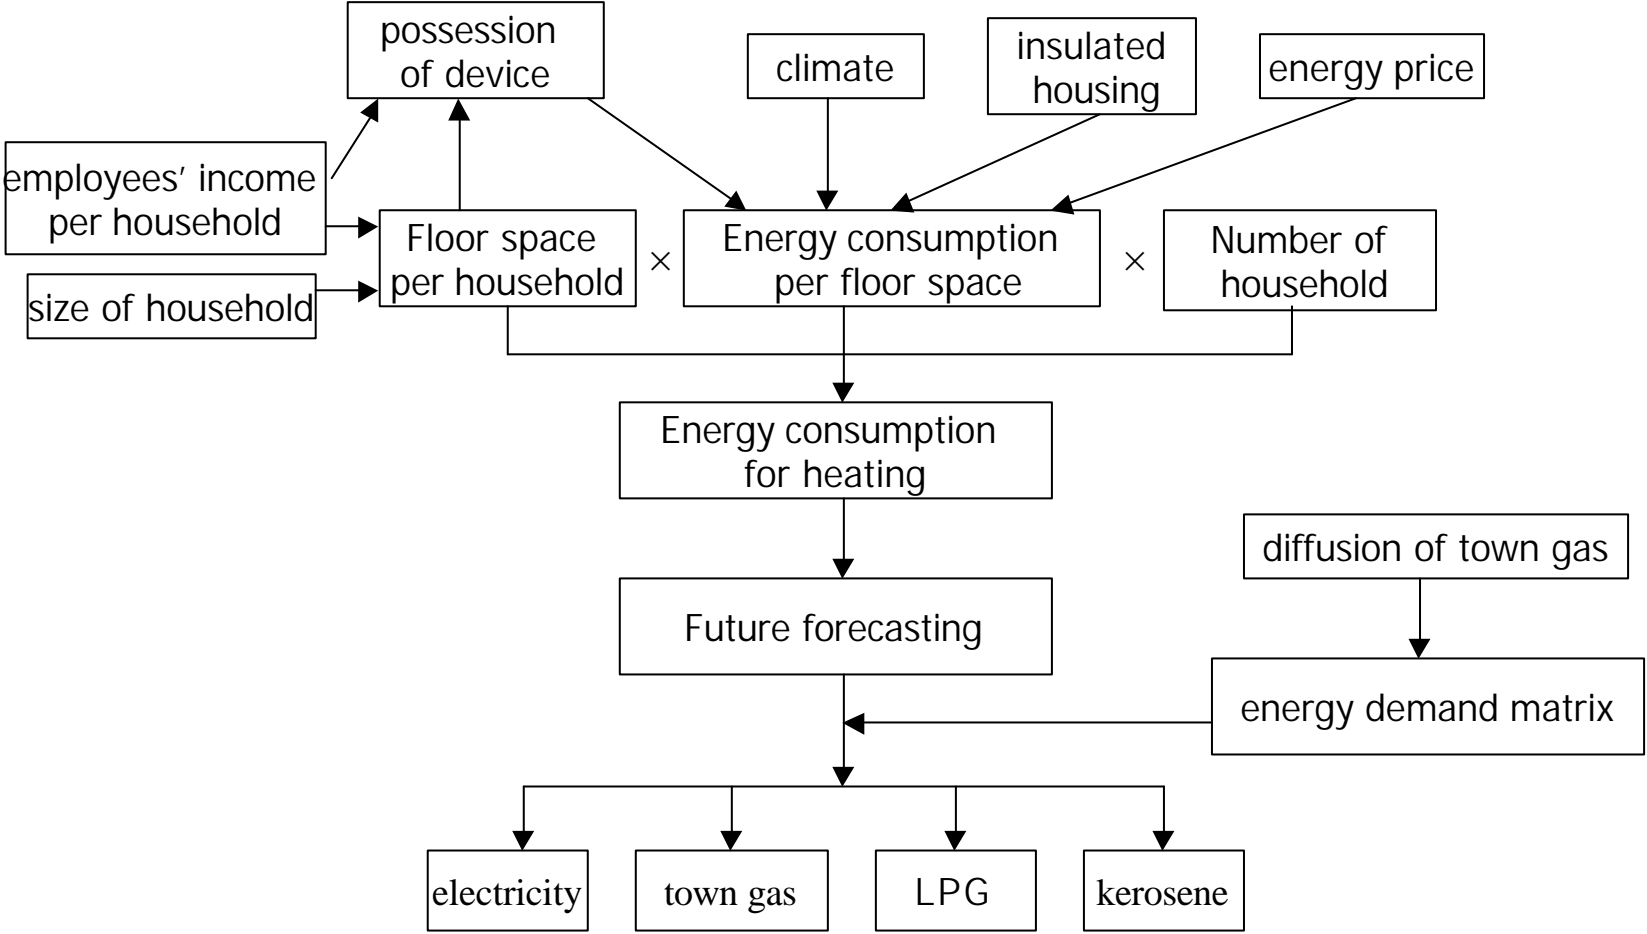 possession
of device
climate
insulated
housing
energy price
employees' income
per household
Floor space
per household
×
Energy consumption
per floor space
×
Number of
household
size of household
Energy consumption
for heating
diffusion of town gas
Future forecasting
energy demand matrix
electricity
town gas
LPG
kerosene